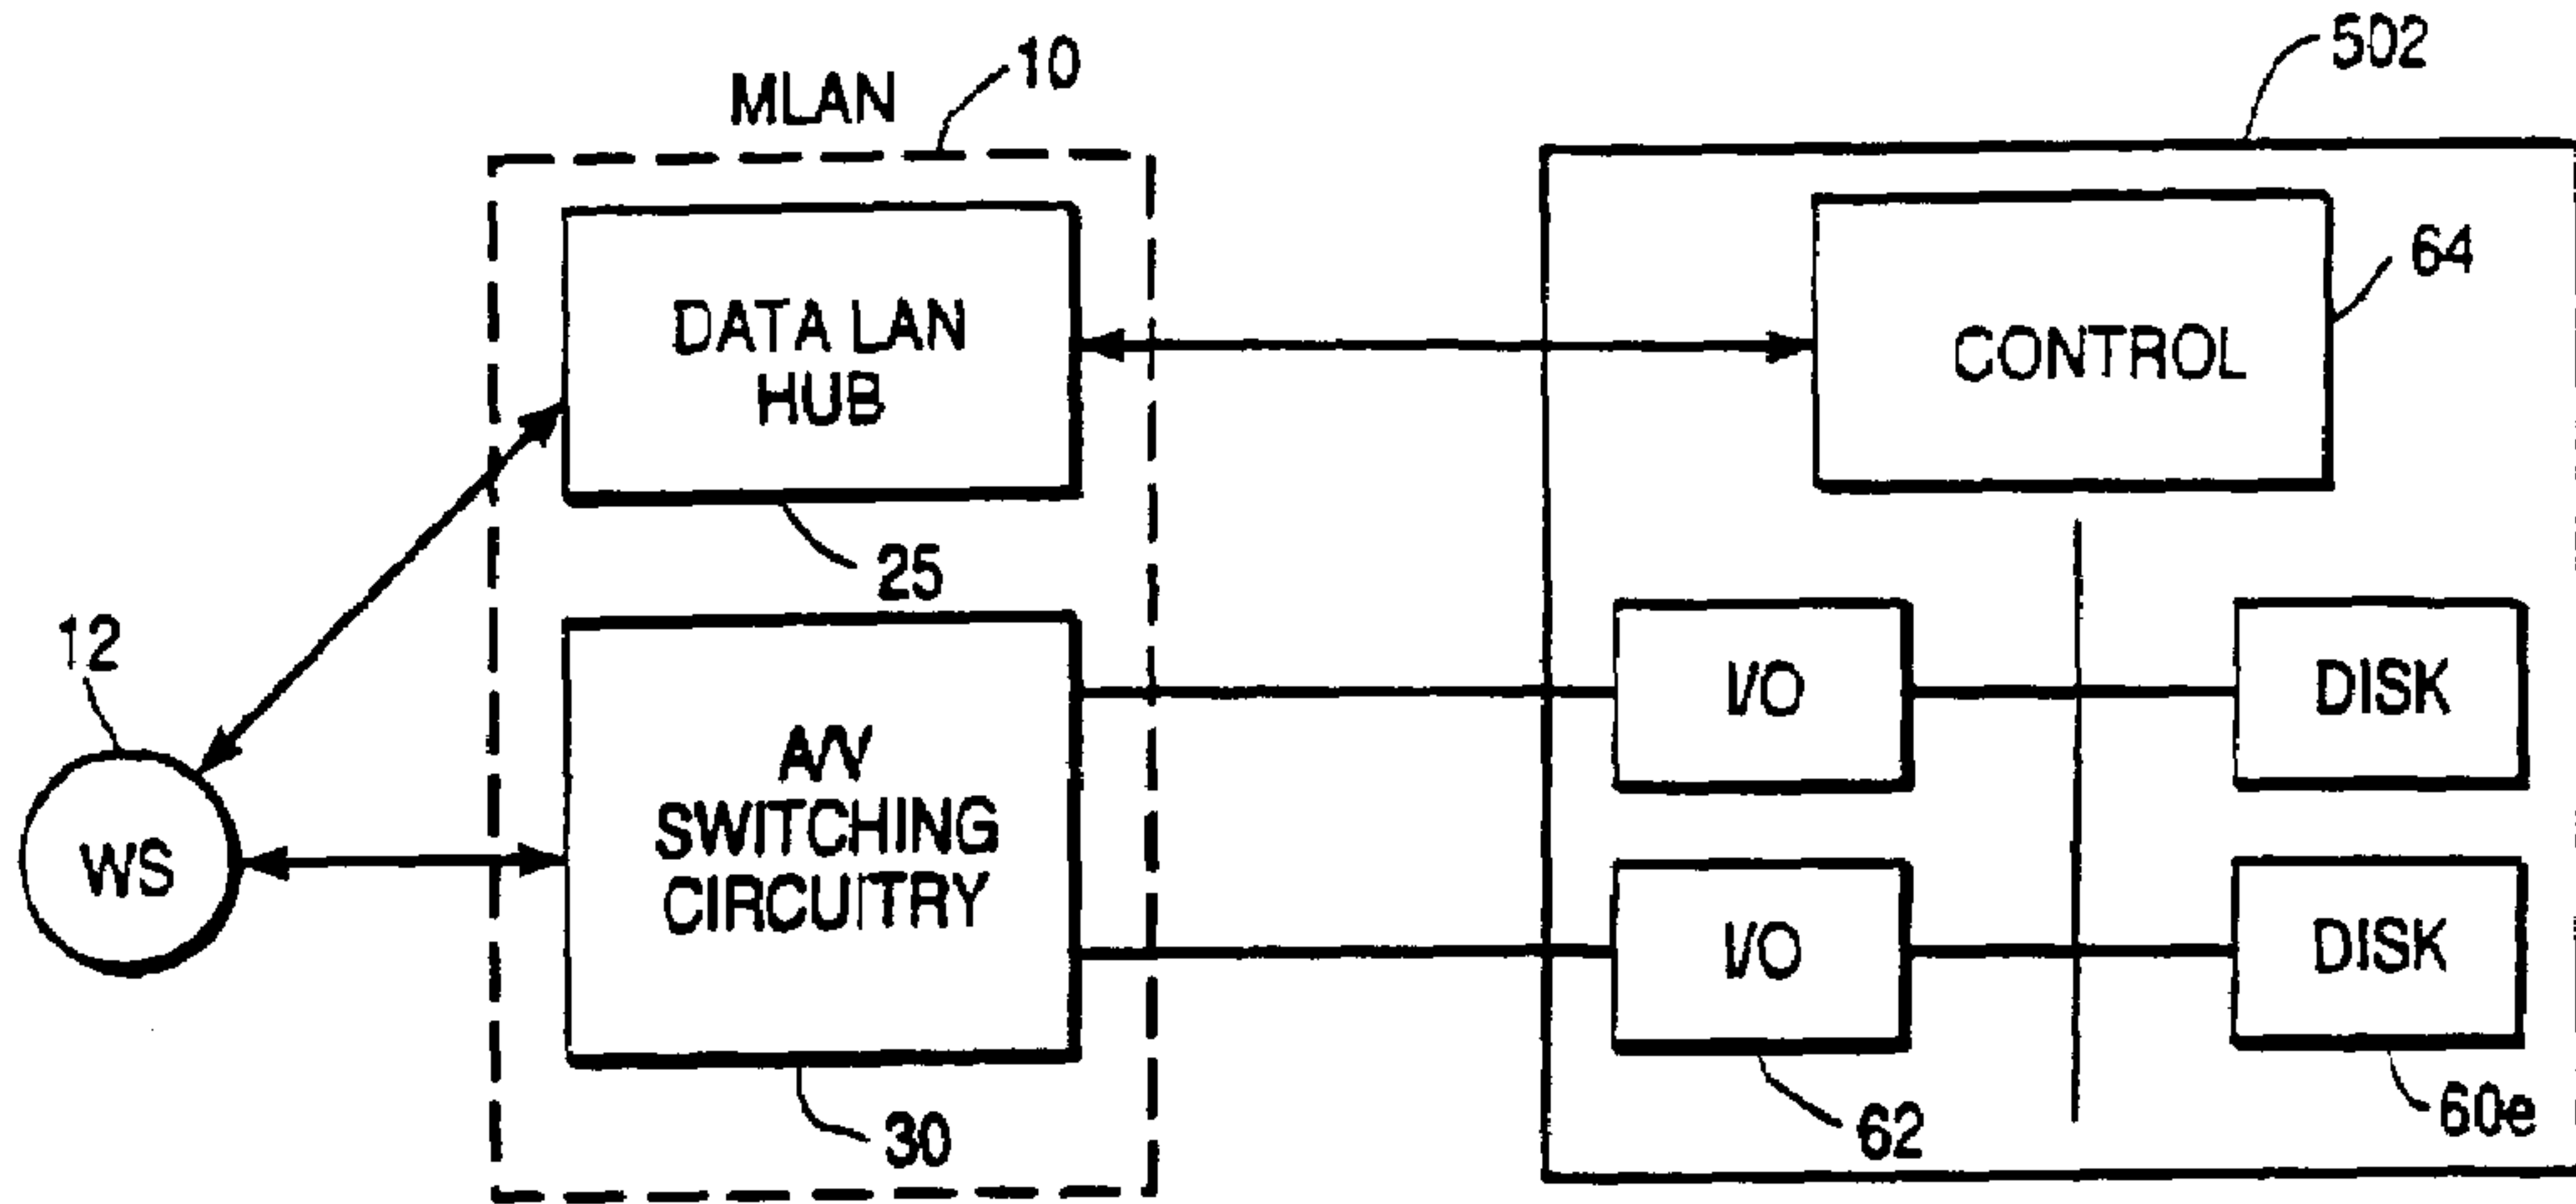 502
10
MLAN
64
DATA LAN
HUB
CONTROL
25
12
I/O
DISK
A/V
SWITCHING
CIRCUITRY
WS
I/O
DISK
62
60e
30